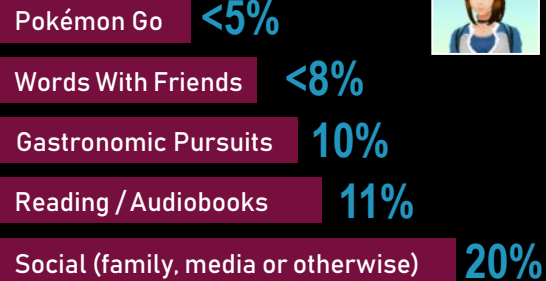 Pokémon Go <5%
Words With Friends <8%
Gastronomic Pursuits 10%
Reading / Audiobooks 11%
Social (family, media or otherwise) 20%